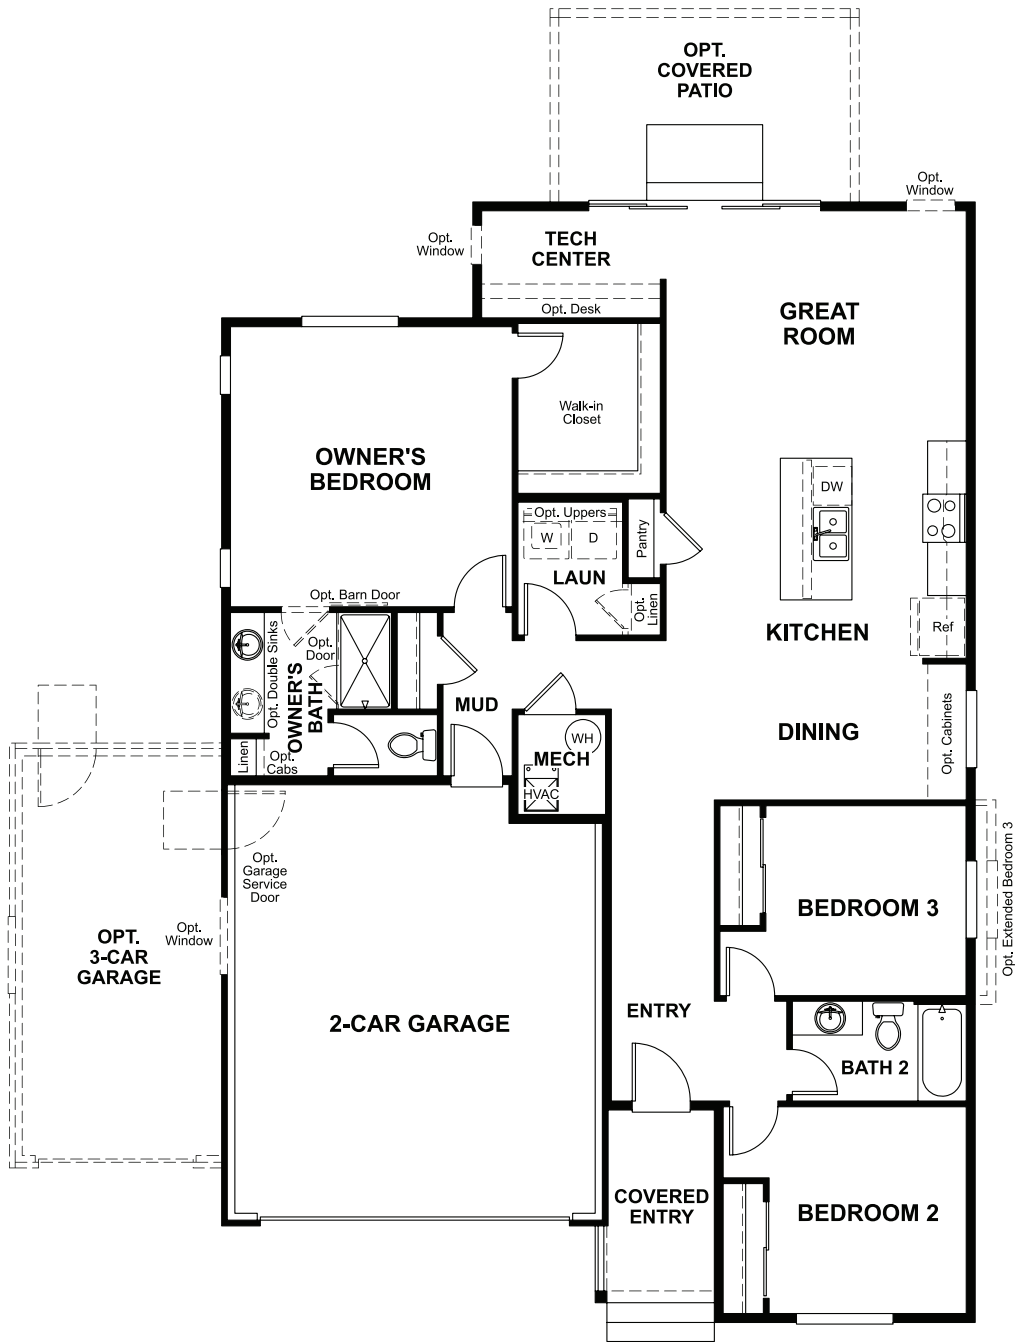 OPT.
COVERED
PATIO
Opt.
Window
Opt.
Window
TECH
CENTER
Opt. Desk
GREAT
ROOM
Walk-in
Closet
OWNER'S
BEDROOM
DW
Opt. Uppers
W
D
Pantry
LAUN
Opt.
Linen
Opt. Barn Door
KITCHEN
Ref
Opt. Double Sinks
Opt.
Door
OWNER'S
BATH
MUD
Linen
Opt.
Cabs
WH
MECH
HVAC
DINING
Opt. Cabinets
Opt.
Garage
Service
Door
Opt.
Window
OPT.
3-CAR
GARAGE
BEDROOM 3
Opt. Extended Bedroom 3
2-CAR GARAGE
ENTRY
BATH 2
COVERED
ENTRY
BEDROOM 2